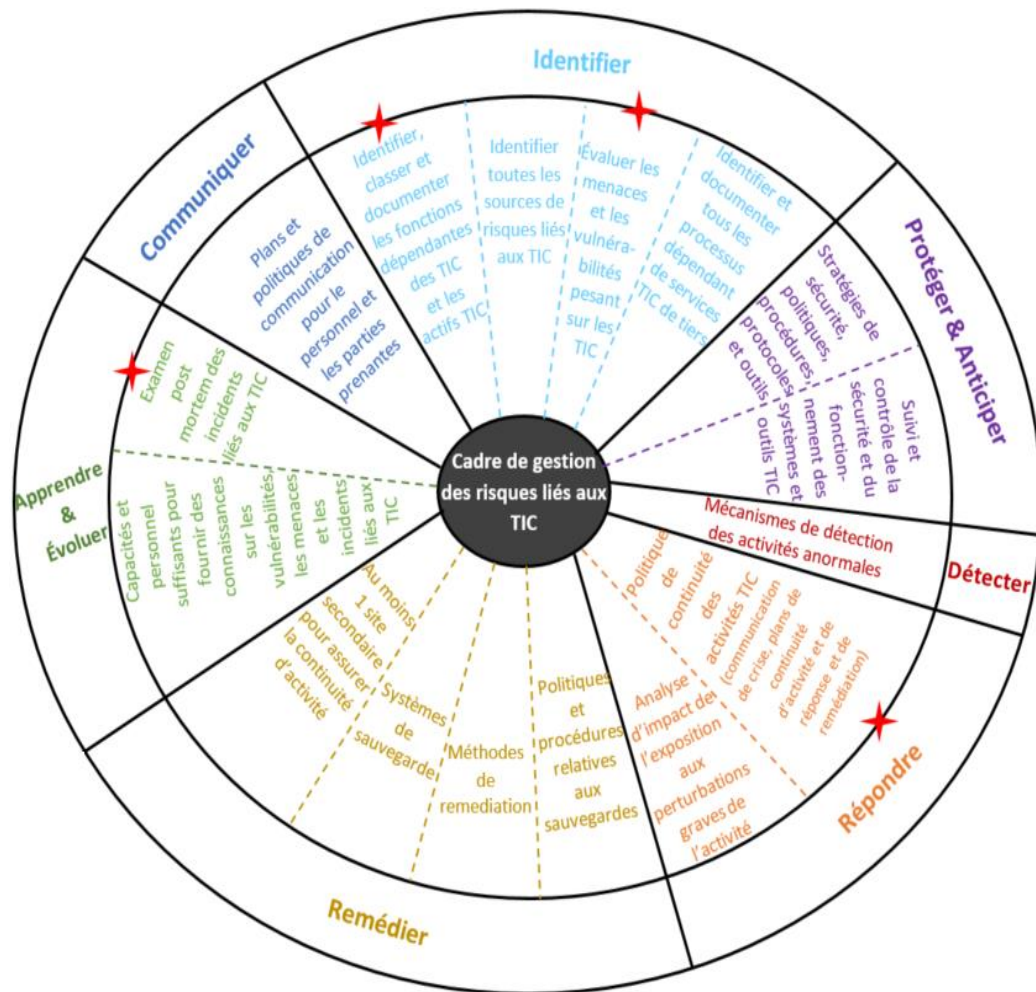 Identifier
Identifier,
classer et
documenter
les fonctions
dépendantes
des TIC
et les
actifs TIC
Identifier
toutes les
sources de
risques liés
aux TIC
Évaluer les
menaces et
les vulnéra-
bilités
pesant
sur les
TIC
Identifier et
documenter
tous les
processus
dépendant
de services
TIC de tiers
Protéger & Anticiper
Stratégies de
sécurité,
politiques,
procédures,
protocoles
et outils
Suivi et
contrôle de la
sécurité et du
fonction-
nement des
systèmes et
outils TIC
Détecter
Mécanismes de détection
des activités anormales
Répondre
Politique
de
continuité
des
activités TIC
(communication
de crise, plans de
continuité
d’activité et de
réponse et de
remédiation)
Analyse
d’impact de
l’exposition
aux
perturbations
graves de
l’activité
Remédier
Politiques
et
procédures
relatives
aux
sauvegardes
Méthodes
de
remediation
Systèmes
de
sauvegarde
Au moins
1 site
secondaire
pour assurer
la continuité
d’activité
Apprendre
&
Évoluer
Capacités et
personnel
suffisants pour
fournir des
connaissances
sur les
vulnérabilités,
les menaces
et les
incidents
liés aux
TIC
Examen
post
mortem des
incidents
liés aux TIC
Communiquer
Plans et
politiques de
communication
pour le
personnel et
les parties
prenantes
Cadre de gestion
des risques liés aux
TIC